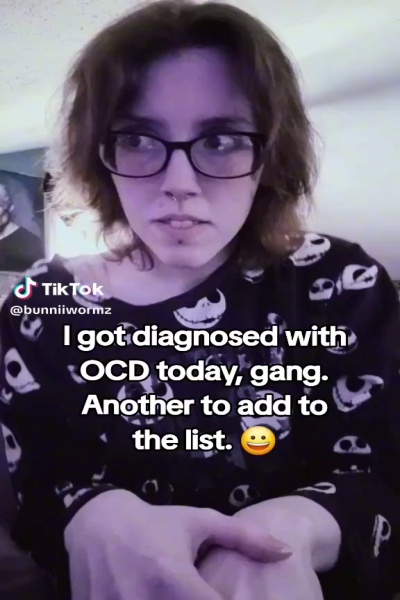 TikTok
@bunniiwormz
I got diagnosed with
OCD today, gang.
Another to add to
the list. 😀